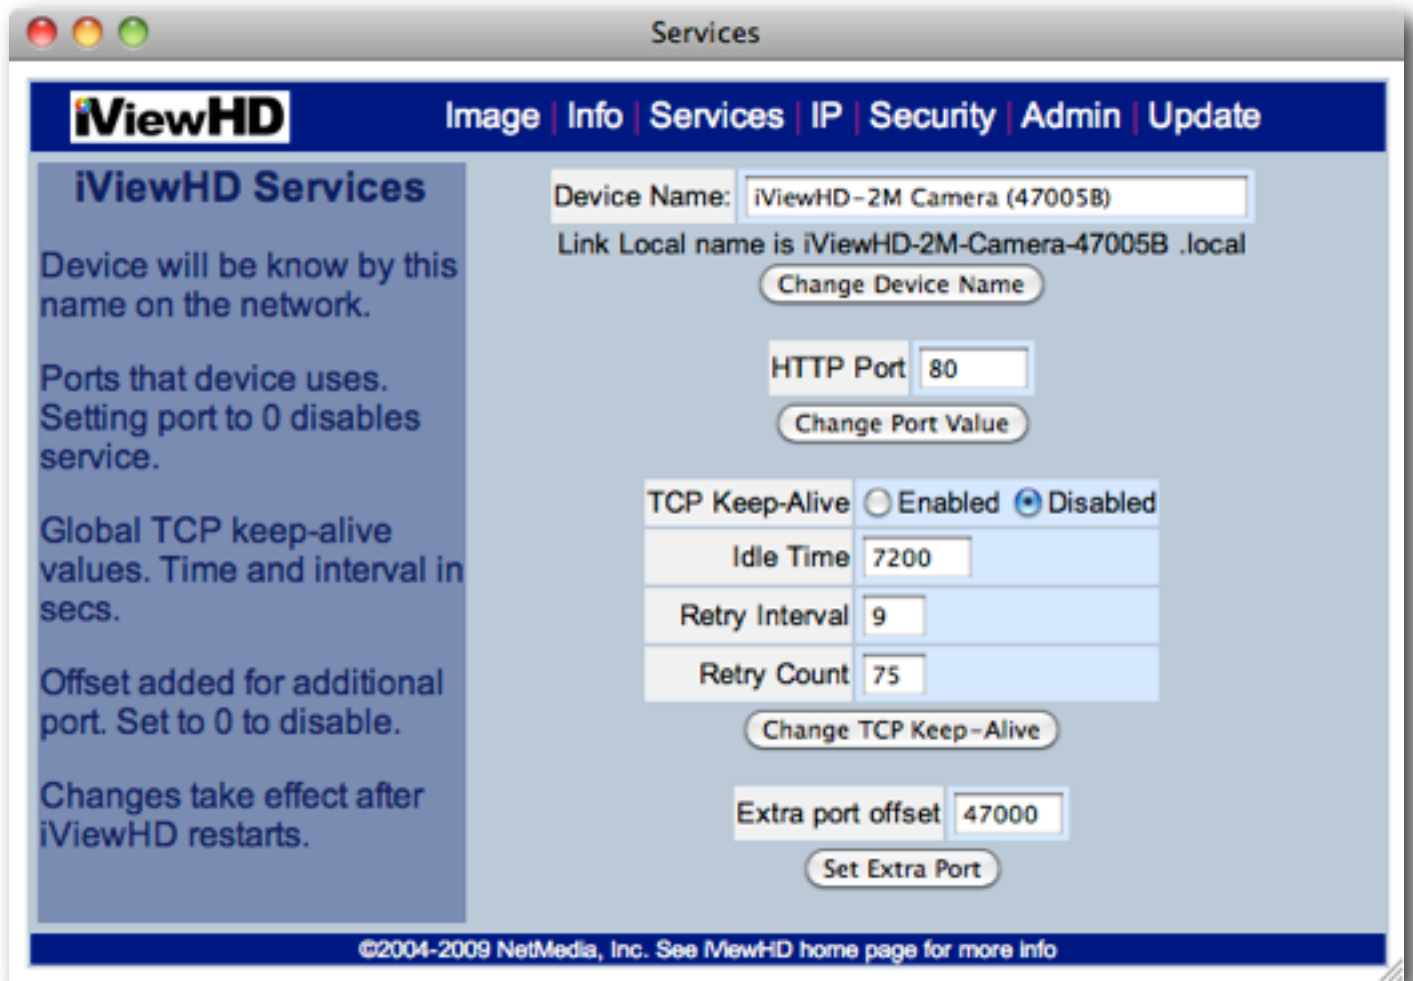 Services
iViewHD
Image | Info | Services | IP | Security | Admin | Update
iViewHD Services
Device will be know by this
name on the network.
Ports that device uses.
Setting port to 0 disables
service.
Global TCP keep-alive
values. Time and interval in
secs.
Offset added for additional
port. Set to 0 to disable.
Changes take effect after
iViewHD restarts.
Device Name: iViewHD-2M Camera (47005B)
Link Local name is iViewHD-2M-Camera-47005B .local
Change Device Name
HTTP Port 80
Change Port Value
TCP Keep-Alive Enabled Disabled
Idle Time 7200
Retry Interval 9
Retry Count 75
Change TCP Keep-Alive
Extra port offset 47000
Set Extra Port
©2004-2009 NetMedia, Inc. See iViewHD home page for more info